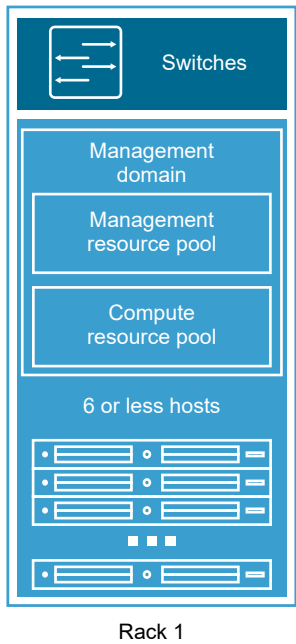 Switches
Management
domain
Management
resource pool
Compute
resource pool
6 or less hosts
Rack 1